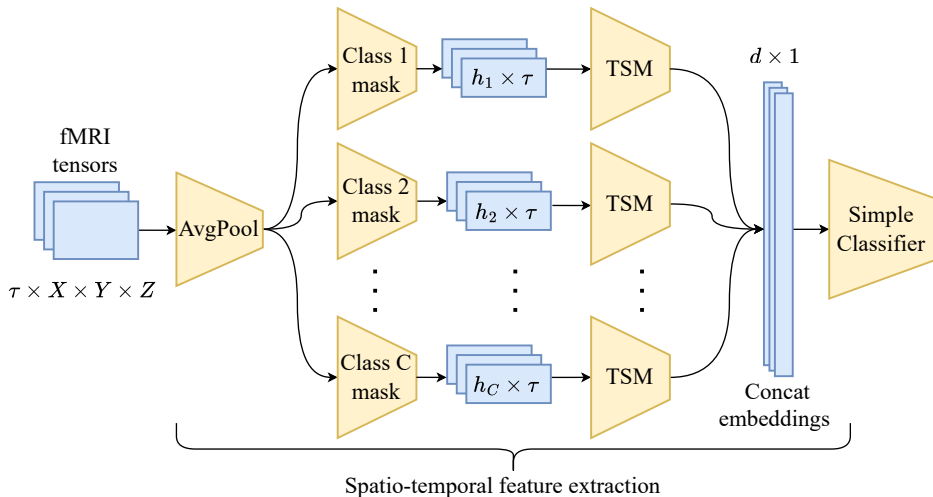 fMRI
tensors
τ × X × Y × Z
AvgPool
Class 1
mask
h₁ × τ
TSM
Class 2
mask
h₂ × τ
TSM
Class C
mask
h_C × τ
TSM
d × 1
Concat
embeddings
Simple
Classifier
Spatio-temporal feature extraction